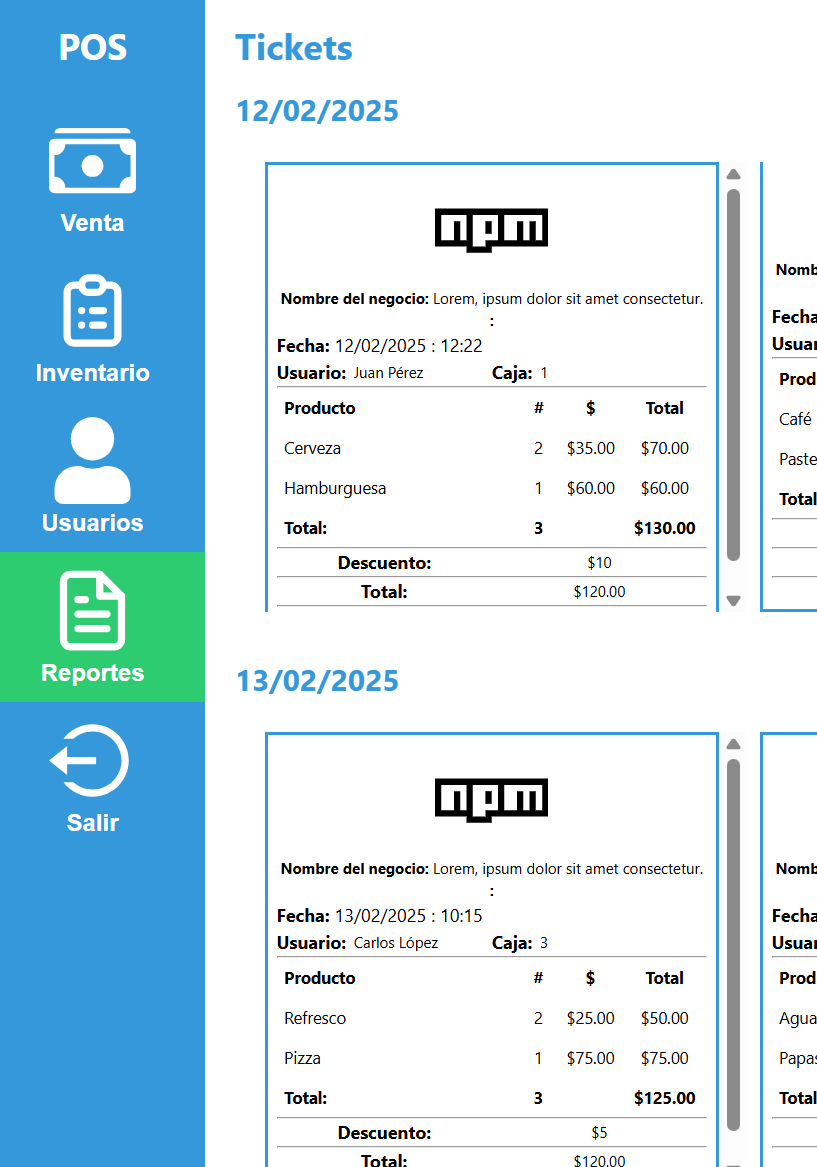 POS
Venta
Inventario
Usuarios
Reportes
Salir
Tickets
12/02/2025
npm
Nombre del negocio: Lorem, ipsum dolor sit amet consectetur.
:
Fecha: 12/02/2025 : 12:22
Usuario: Juan Pérez Caja: 1
Producto # $ Total
Cerveza 2 $35.00 $70.00
Hamburguesa 1 $60.00 $60.00
Total: 3 $130.00
Descuento: $10
Total: $120.00
Nomb
Fecha
Usuar
Prod
Café
Paste
Total
13/02/2025
npm
Nombre del negocio: Lorem, ipsum dolor sit amet consectetur.
:
Fecha: 13/02/2025 : 10:15
Usuario: Carlos López Caja: 3
Producto # $ Total
Refresco 2 $25.00 $50.00
Pizza 1 $75.00 $75.00
Total: 3 $125.00
Descuento: $5
Total: $120.00
Nomb
Fecha
Usuar
Prod
Agua
Papas
Total